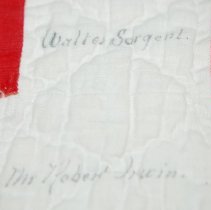 Walter Sargent.
Mr Robert Irwin.